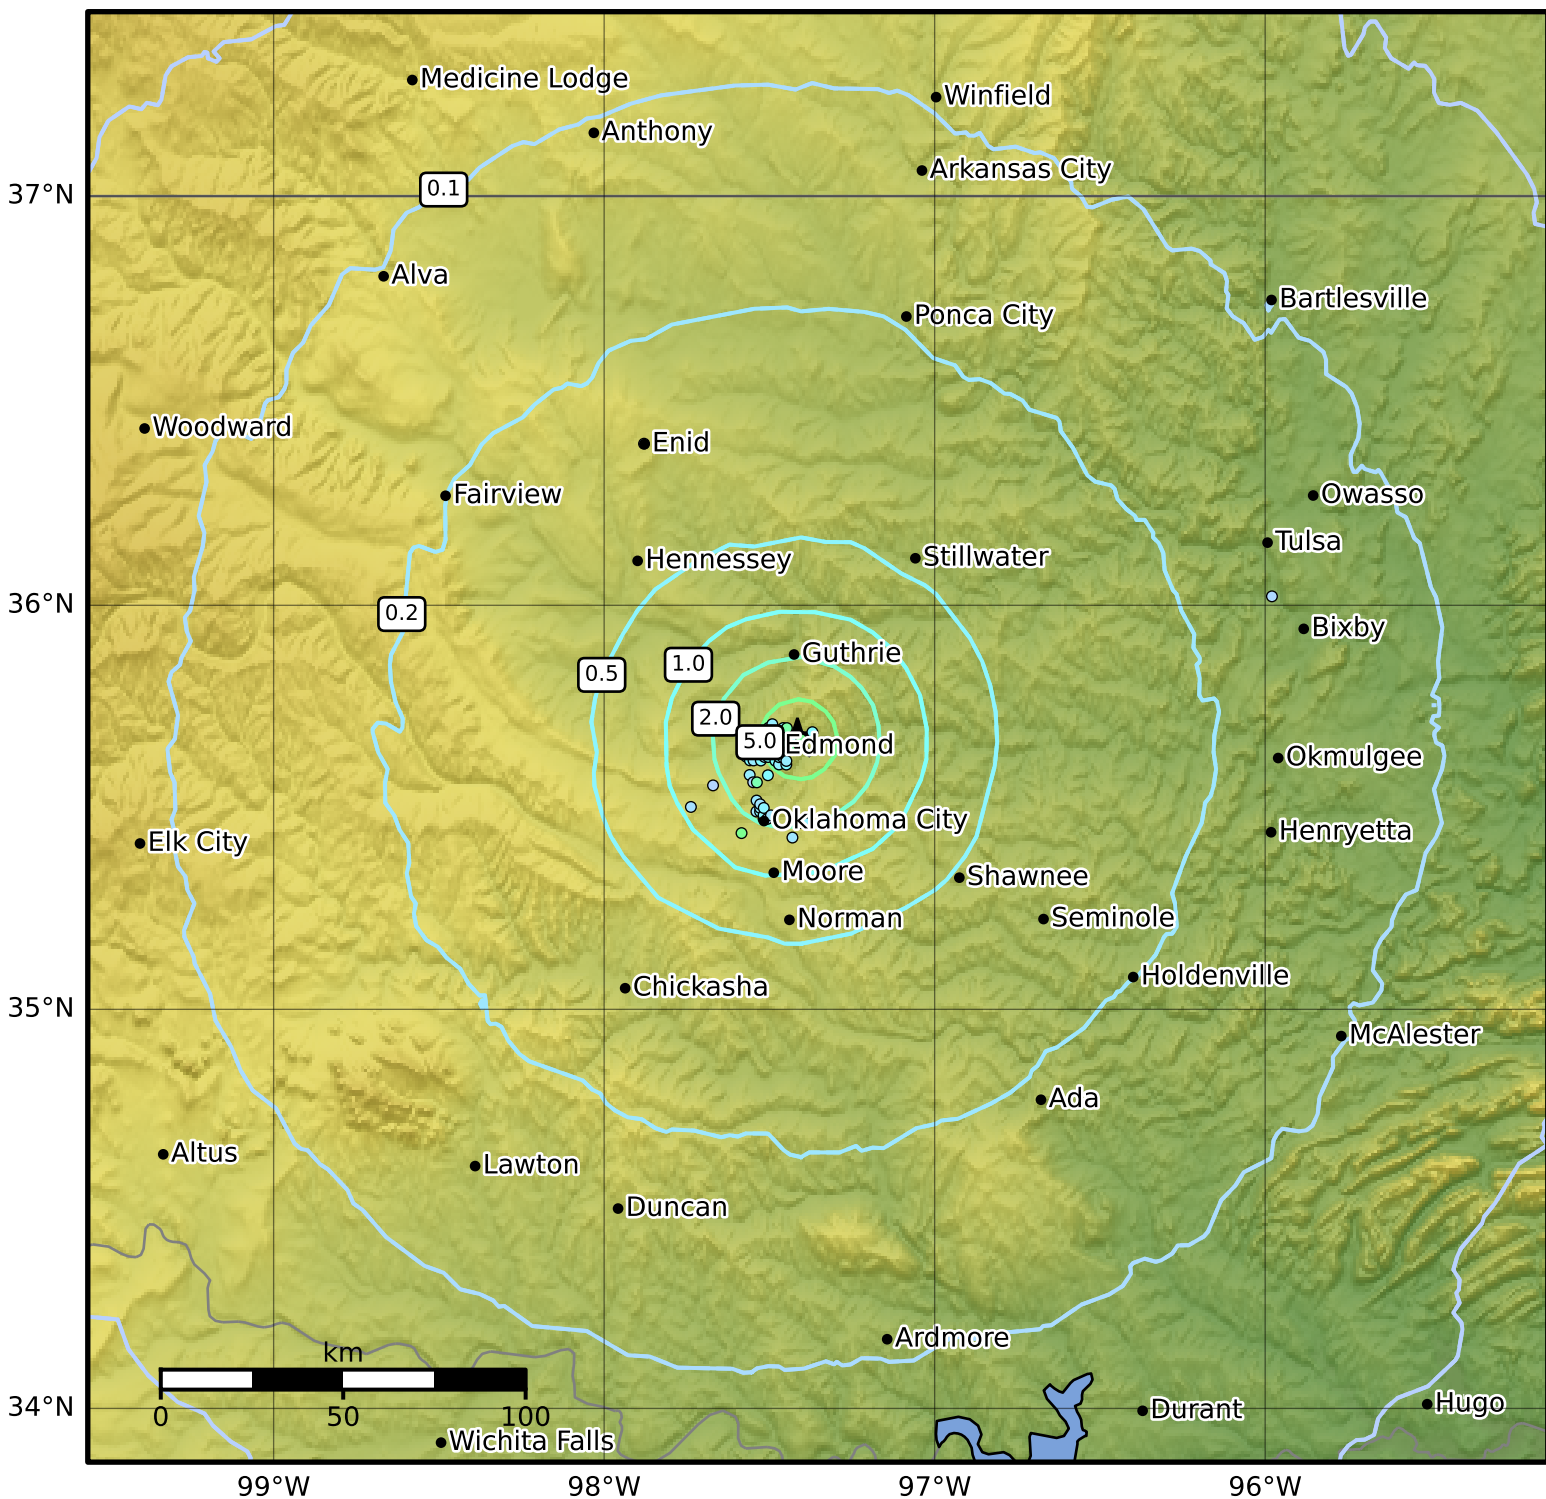 Medicine Lodge
Winfield
Anthony
Arkansas City
37°N
0.1
Alva
Bartlesville
Ponca City
Woodward
Enid
Fairview
Owasso
Tulsa
Hennessey
Stillwater
36°N
0.2
Bixby
Guthrie
0.5
1.0
2.0
5.0
Edmond
Okmulgee
Oklahoma City
Henryetta
Elk City
Moore
Shawnee
Norman
Seminole
Holdenville
Chickasha
35°N
McAlester
Ada
Altus
Lawton
Duncan
Ardmore
km
0 50 100
34°N
Durant
Hugo
Wichita Falls
99°W 98°W 97°W 96°W